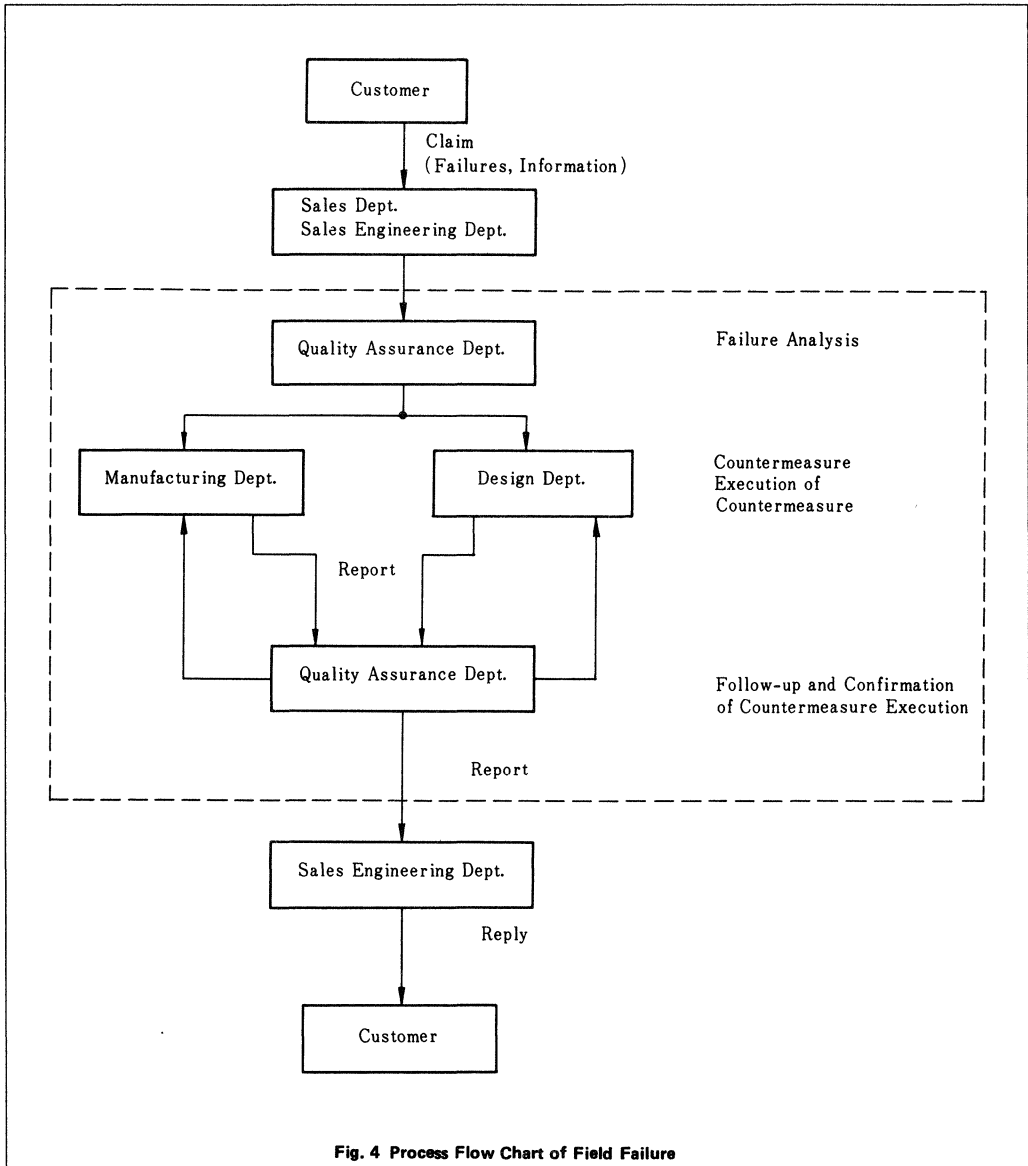 Customer
Claim
(Failures, Information)
Sales Dept.
Sales Engineering Dept.
Quality Assurance Dept.
Failure Analysis
Manufacturing Dept.
Design Dept.
Countermeasure
Execution of
Countermeasure
Report
Quality Assurance Dept.
Follow-up and Confirmation
of Countermeasure Execution
Report
Sales Engineering Dept.
Reply
Customer
Fig. 4 Process Flow Chart of Field Failure